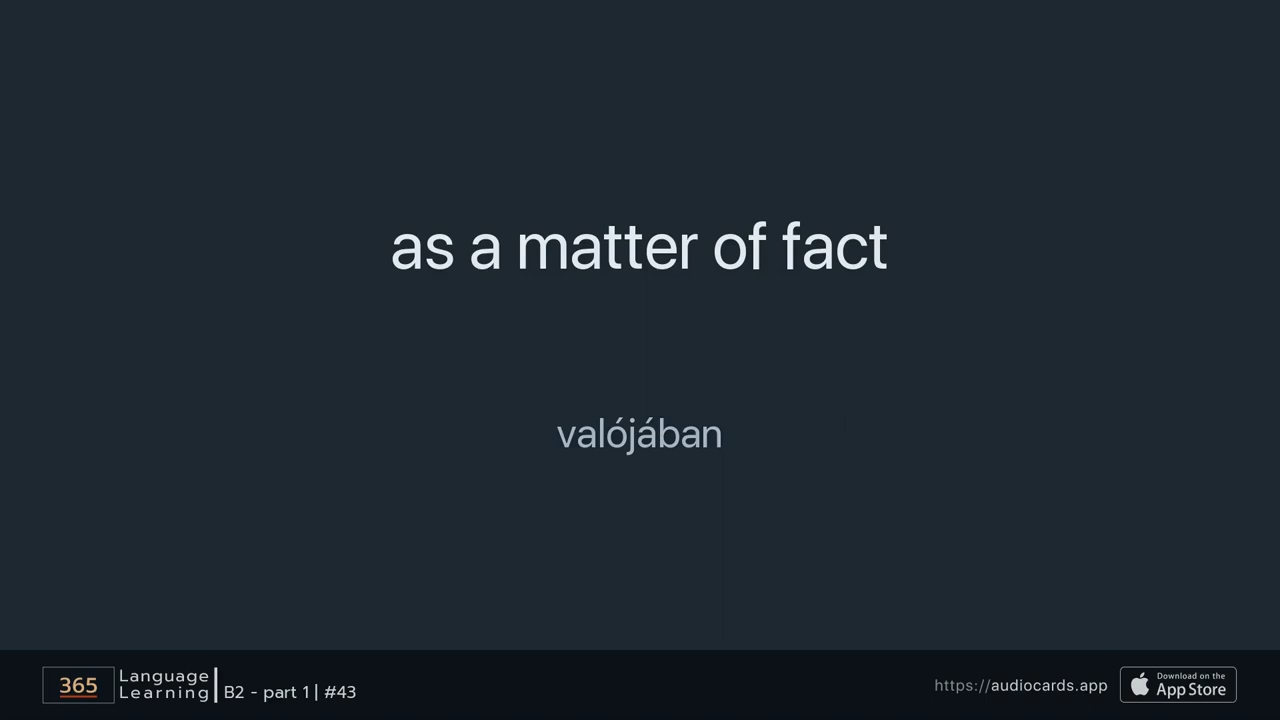 as a matter of fact
valójában
365
Language
Learning
B2 - part 1 | #43
https://audiocards.app
Download on the
App Store